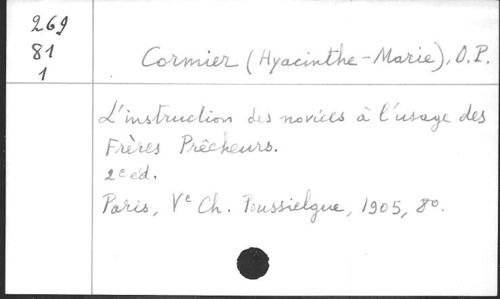 269
81
1
Cormier (Hyacinthe-Marie), O.P.
L'instruction des novices à l'usage des
Frères Prêcheurs.
2e éd.
Paris, Ve Ch. Poussielgue, 1905, 8o.